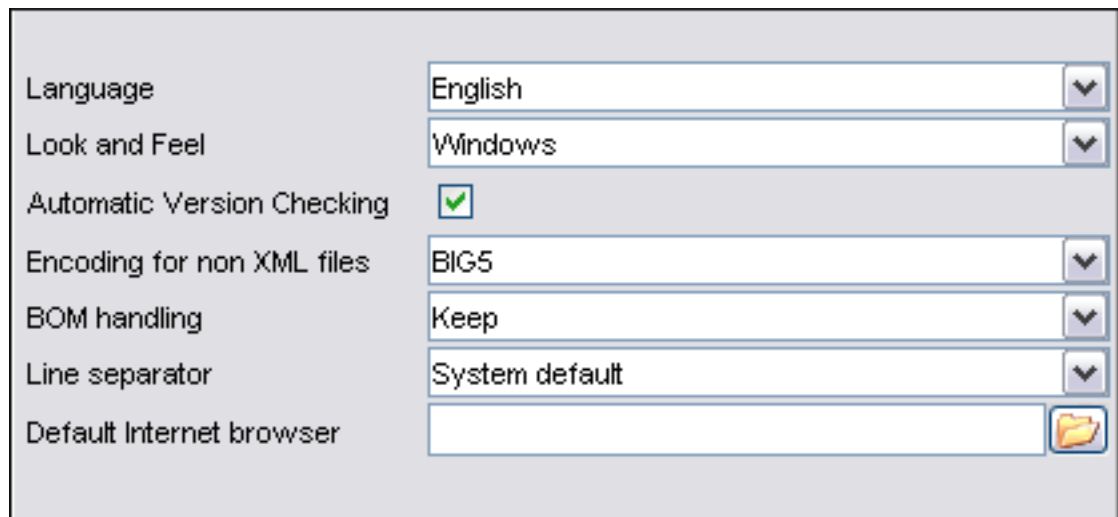 Language English
Look and Feel Windows
Automatic Version Checking
Encoding for non XML files BIG5
BOM handling Keep
Line separator System default
Default Internet browser